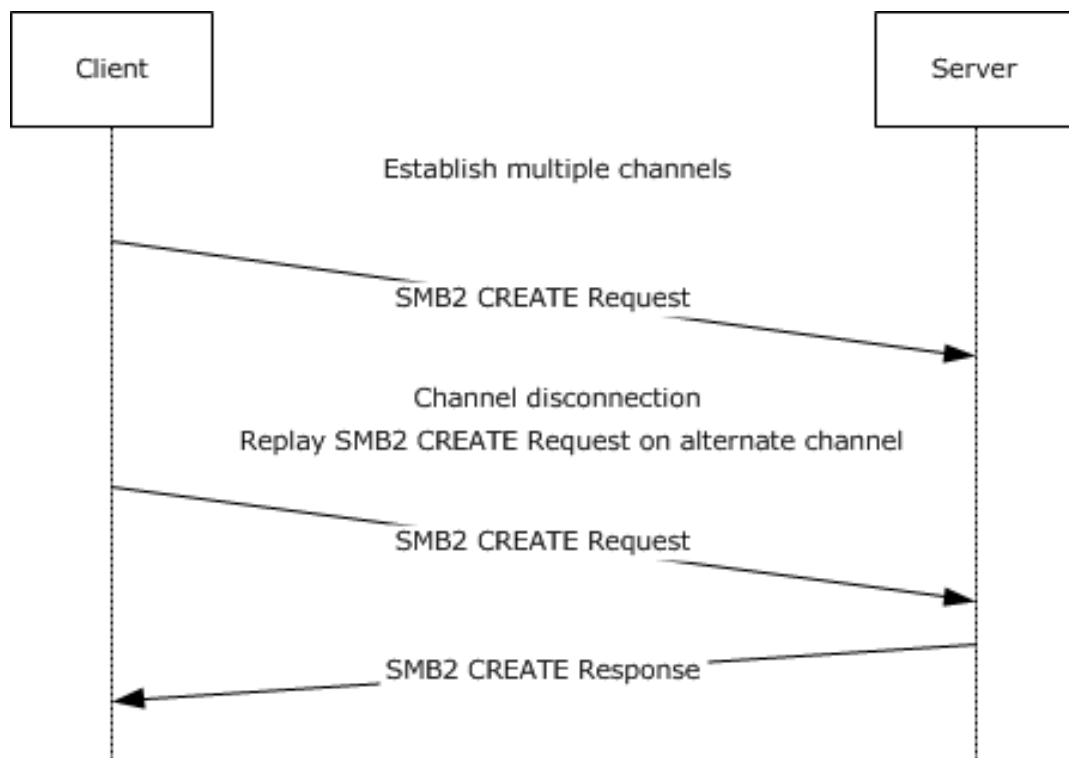 Client
Server
Establish multiple channels
SMB2 CREATE Request
Channel disconnection
Replay SMB2 CREATE Request on alternate channel
SMB2 CREATE Request
SMB2 CREATE Response